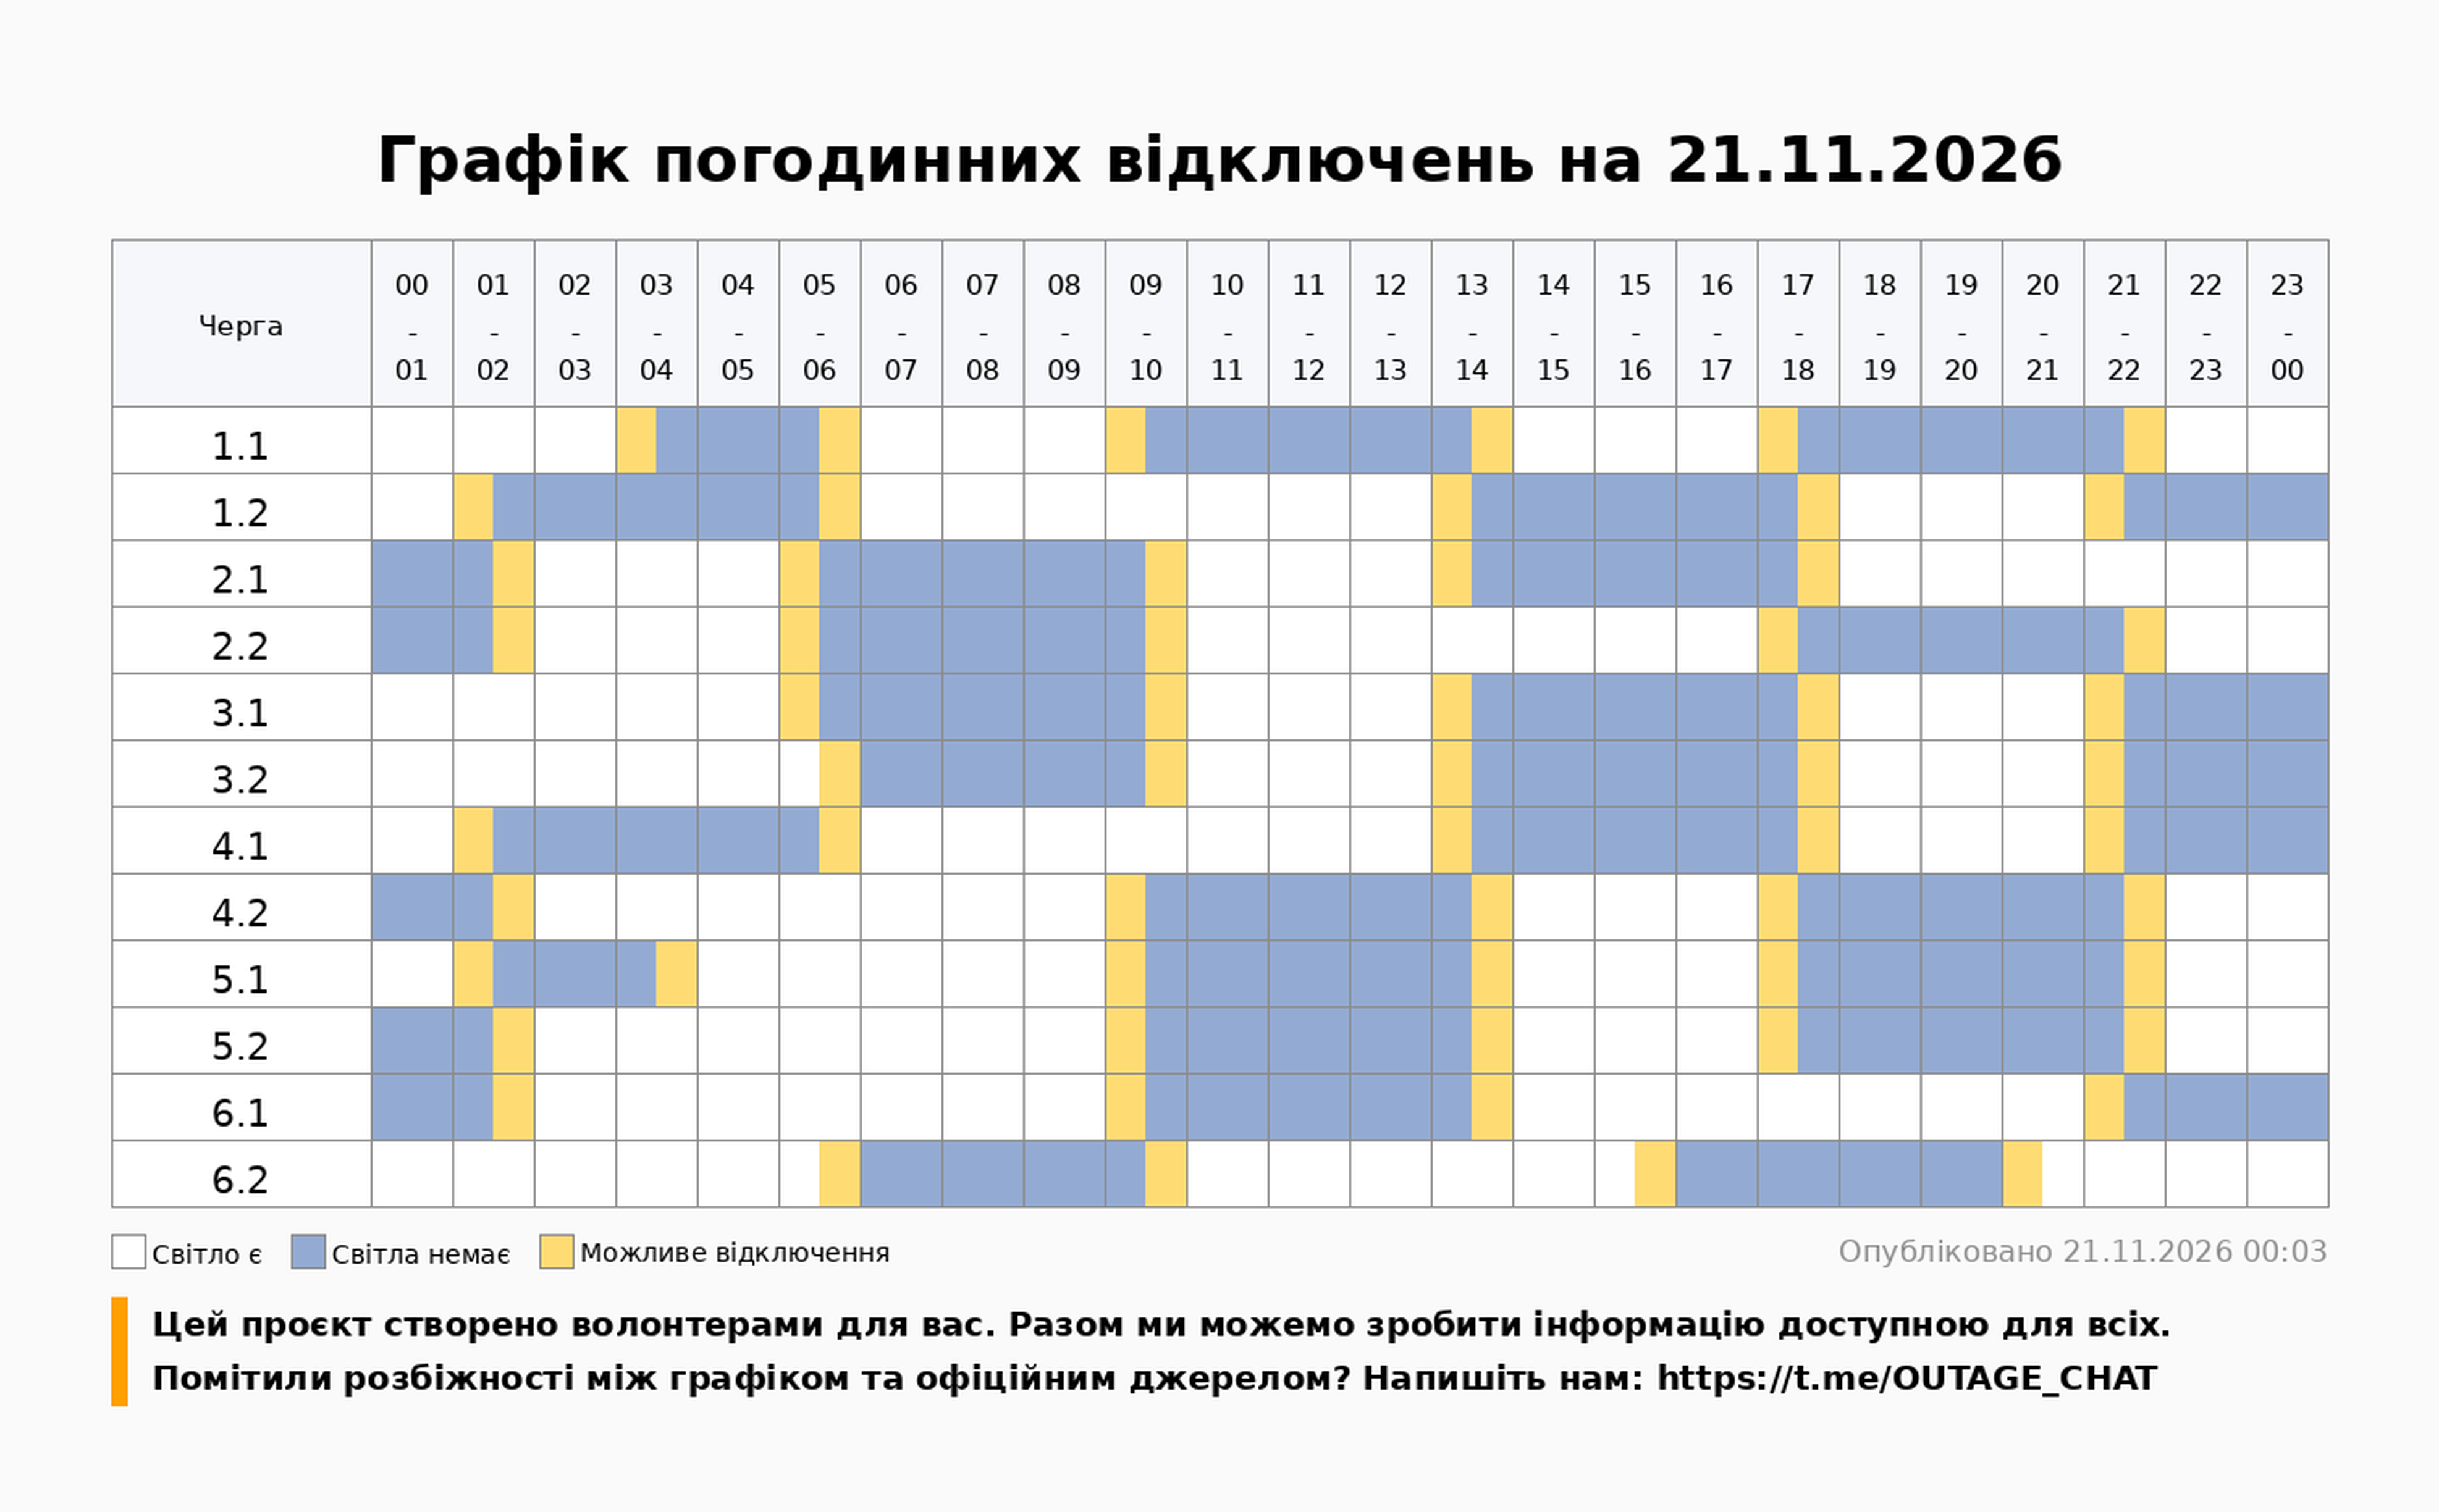 Графік погодинних відключень на 21.11.2026
Черга
00 - 01
01 - 02
02 - 03
03 - 04
04 - 05
05 - 06
06 - 07
07 - 08
08 - 09
09 - 10
10 - 11
11 - 12
12 - 13
13 - 14
14 - 15
15 - 16
16 - 17
17 - 18
18 - 19
19 - 20
20 - 21
21 - 22
22 - 23
23 - 00
1.1
1.2
2.1
2.2
3.1
3.2
4.1
4.2
5.1
5.2
6.1
6.2
Світло є
Світла немає
Можливе відключення
Опубліковано 21.11.2026 00:03
Цей проєкт створено волонтерами для вас. Разом ми можемо зробити інформацію доступною для всіх.
Помітили розбіжності між графіком та офіційним джерелом? Напишіть нам: https://t.me/OUTAGE_CHAT